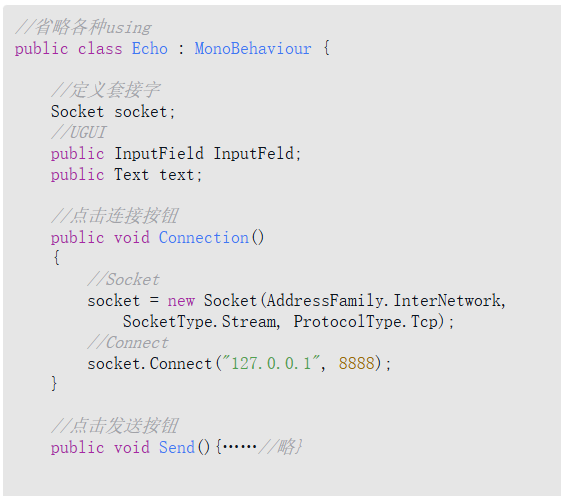 //省略各种using
public class Echo : MonoBehaviour {
//定义套接字
Socket socket;
//UGUI
public InputField InputFeld;
public Text text;
//点击连接按钮
public void Connection()
{
//Socket
socket = new Socket(AddressFamily.InterNetwork,
SocketType.Stream, ProtocolType.Tcp);
//Connect
socket.Connect("127.0.0.1", 8888);
}
//点击发送按钮
public void Send(){……//略}